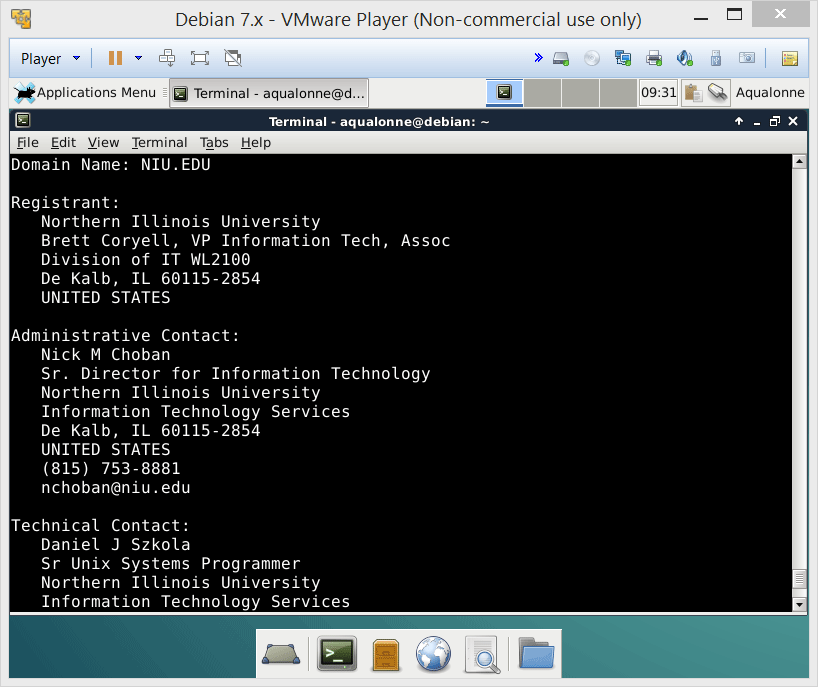 Debian 7.x - VMware Player (Non-commercial use only)
Player
Applications Menu
Terminal - aqualonne@d...
09:31
Aqualonne
Terminal - aqualonne@debian: ~
File Edit View Terminal Tabs Help
Domain Name: NIU.EDU
Registrant:
Northern Illinois University
Brett Coryell, VP Information Tech, Assoc
Division of IT WL2100
De Kalb, IL 60115-2854
UNITED STATES
Administrative Contact:
Nick M Choban
Sr. Director for Information Technology
Northern Illinois University
Information Technology Services
De Kalb, IL 60115-2854
UNITED STATES
(815) 753-8881
nchoban@niu.edu
Technical Contact:
Daniel J Szkola
Sr Unix Systems Programmer
Northern Illinois University
Information Technology Services